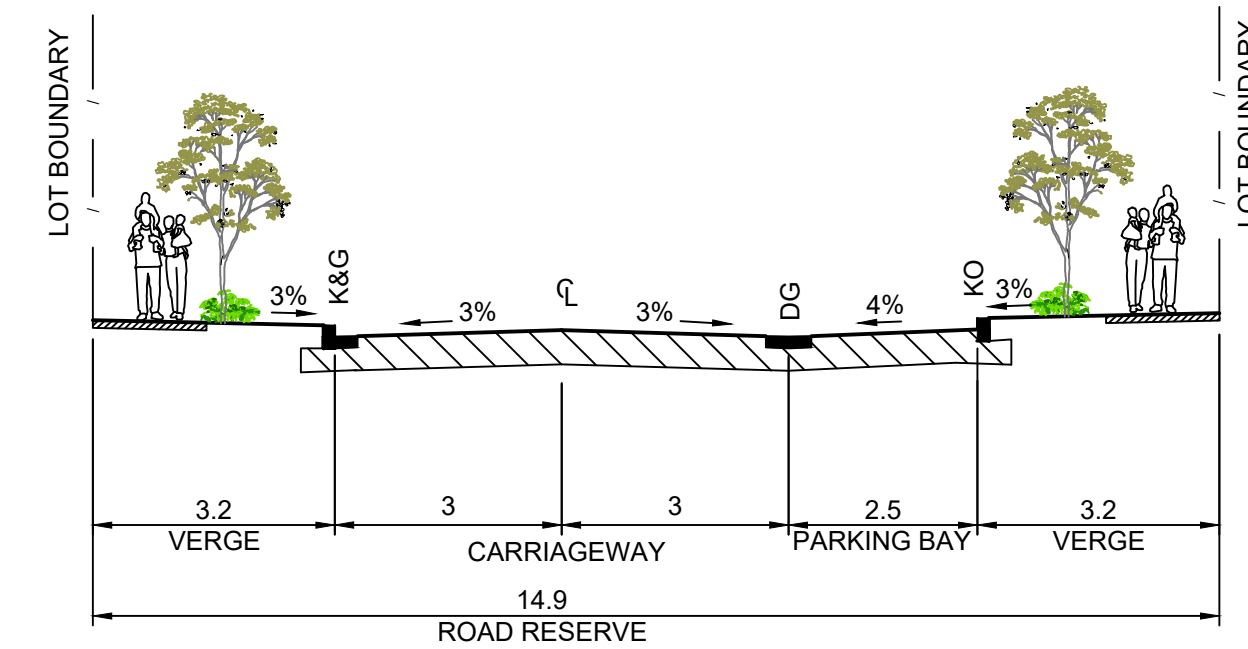 LOT BOUNDARY
LOT BOUNDARY
3%
K&G
3%
℄
3%
DG
4%
KO
3%
3.2
3
3
2.5
3.2
VERGE
CARRIAGEWAY
PARKING BAY
VERGE
14.9
ROAD RESERVE